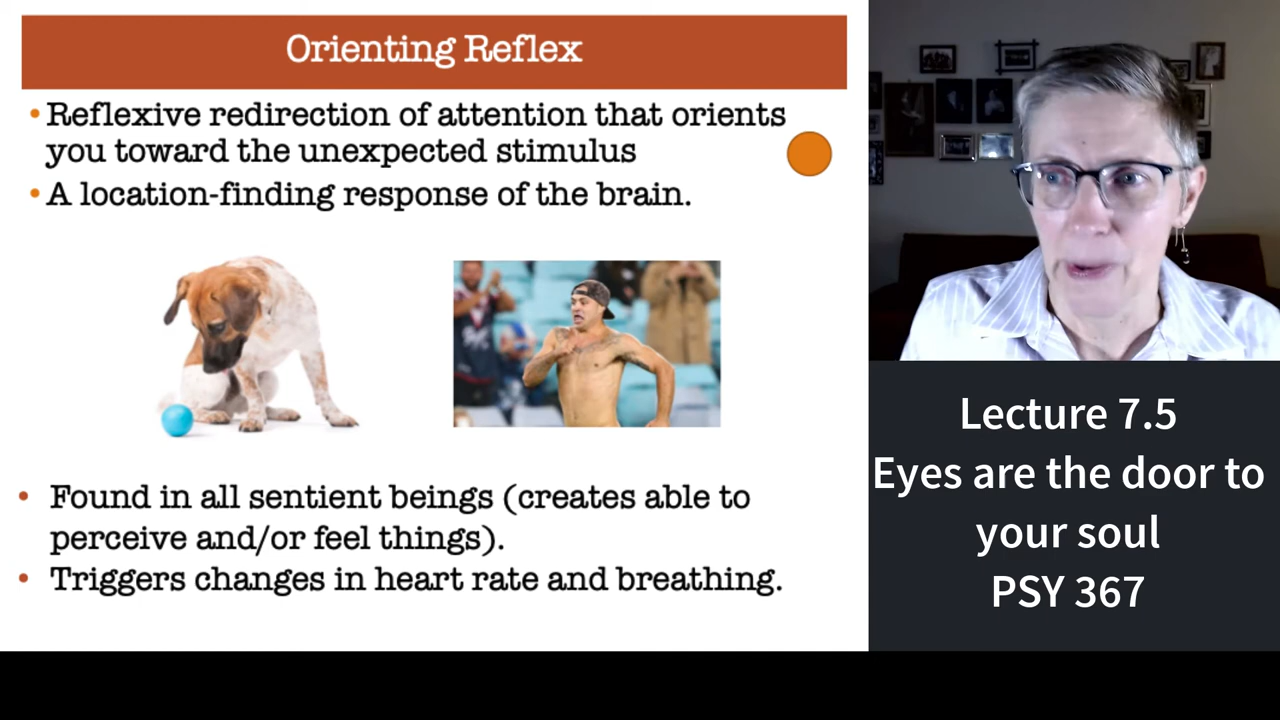 Orienting Reflex
•Reflexive redirection of attention that orients
you toward the unexpected stimulus
•A location-finding response of the brain.
• Found in all sentient beings (creates able to
perceive and/or feel things).
• Triggers changes in heart rate and breathing.
Lecture 7.5
Eyes are the door to
your soul
PSY 367